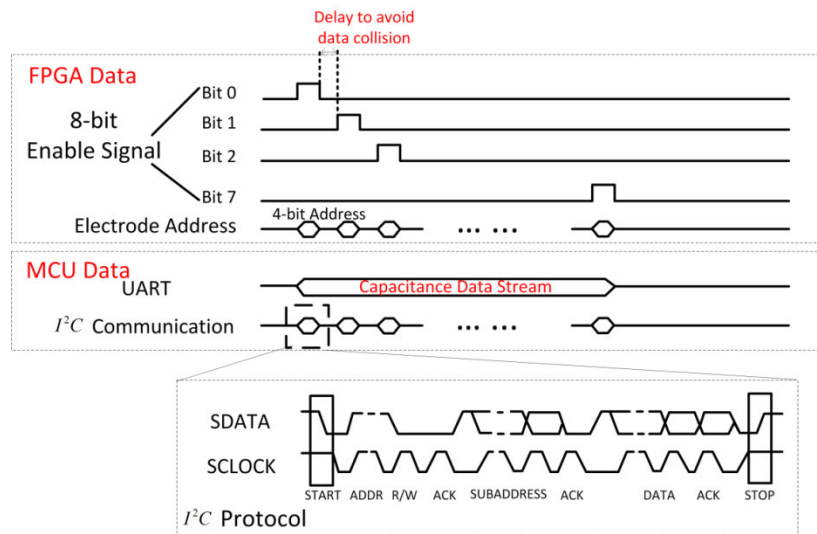 Delay to avoid
data collision
FPGA Data
8-bit
Enable Signal
Bit 0
Bit 1
Bit 2
Bit 7
Electrode Address
4-bit Address
... ...
MCU Data
UART
Capacitance Data Stream
I²C Communication
... ...
SDATA
SCLOCK
START ADDR R/W ACK SUBADDRESS ACK DATA ACK STOP
I²C Protocol